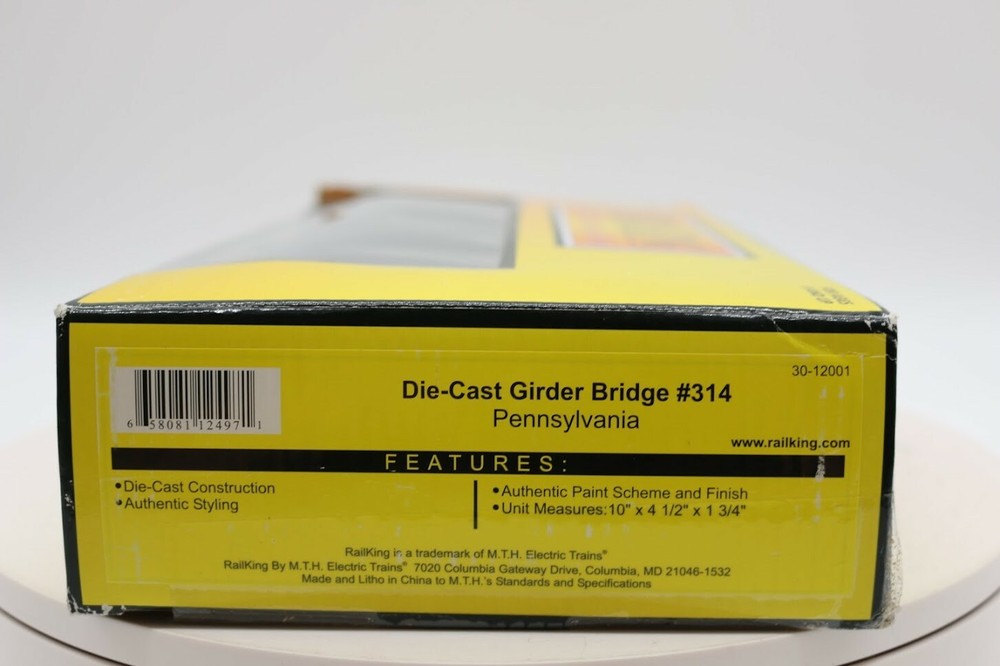 30-12001
Die-Cast Girder Bridge #314
Pennsylvania
6 58081 12497 1
www.railking.com
FEATURES:
•Die-Cast Construction
•Authentic Styling
•Authentic Paint Scheme and Finish
•Unit Measures:10" x 4 1/2" x 1 3/4"
RailKing is a trademark of M.T.H. Electric Trains®
RailKing By M.T.H. Electric Trains® 7020 Columbia Gateway Drive, Columbia, MD 21046-1532
Made and Litho in China to M.T.H.'s Standards and Specifications